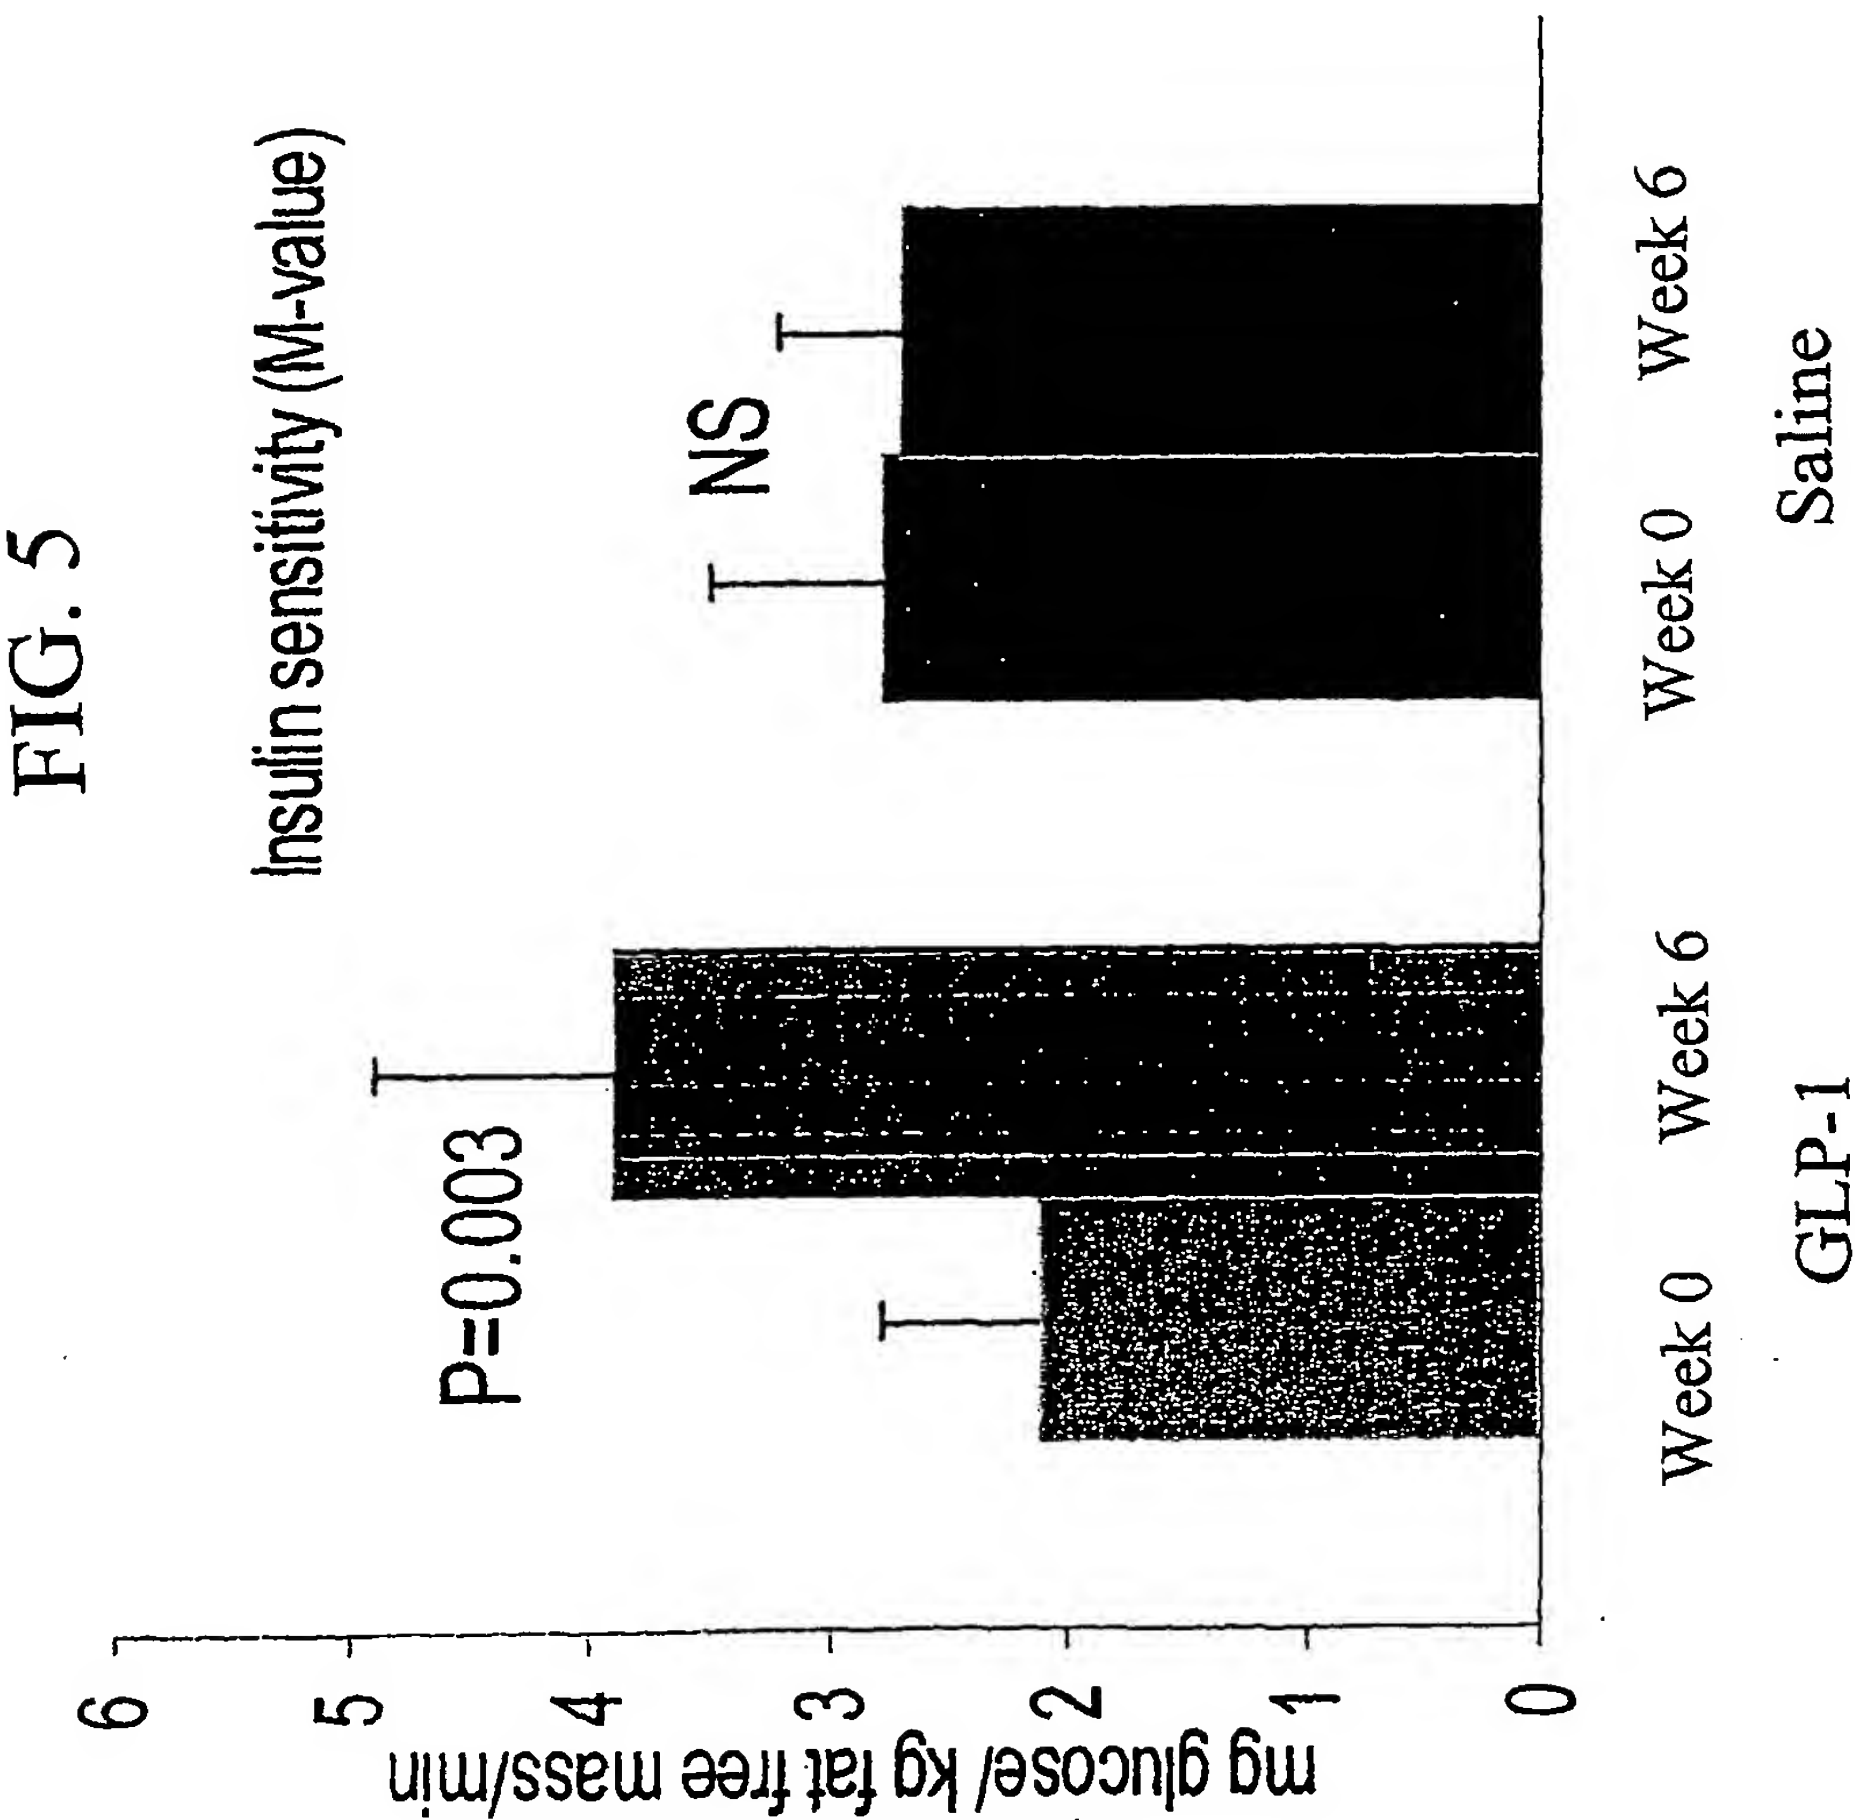 FIG. 5
Insulin sensitivity (M-value)
P=0.003
NS
6
5
4
3
2
1
0
mg glucose/ kg fat free mass/min
Week 0 Week 6 Week 0 Week 6
GLP-1 Saline